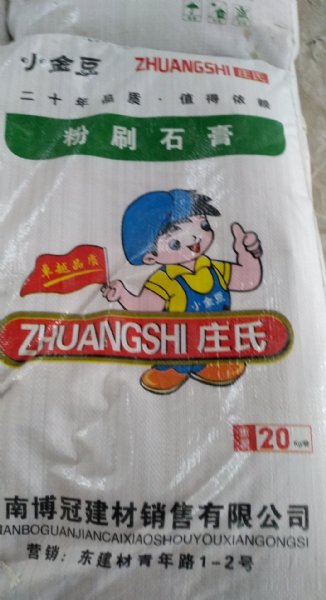 小金豆 ZHUANGSHI 庄氏
二十年品质·值得依赖
粉刷石膏
卓越品质
小金豆
ZHUANGSHI 庄氏
20 Kg/袋
南博冠建材销售有限公司
NANBOGUANJIANCAIXIAOSHOUYOUXIANGONGSI
营销：东建材青年路1-2号